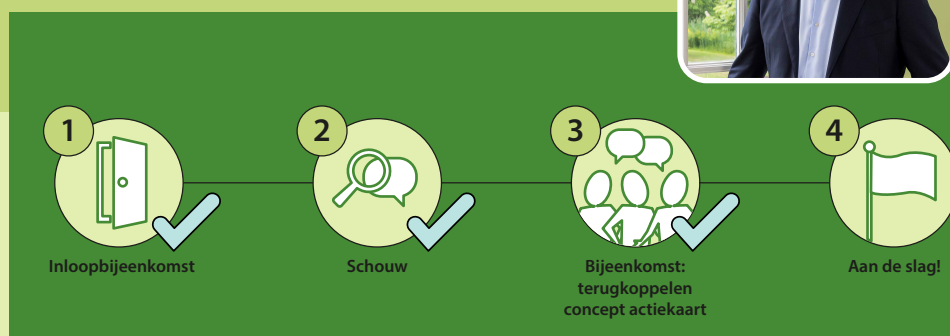 1
Inloopbijeenkomst
2
Schouw
3
Bijeenkomst:
terugkoppelen
concept actiekaart
4
Aan de slag!